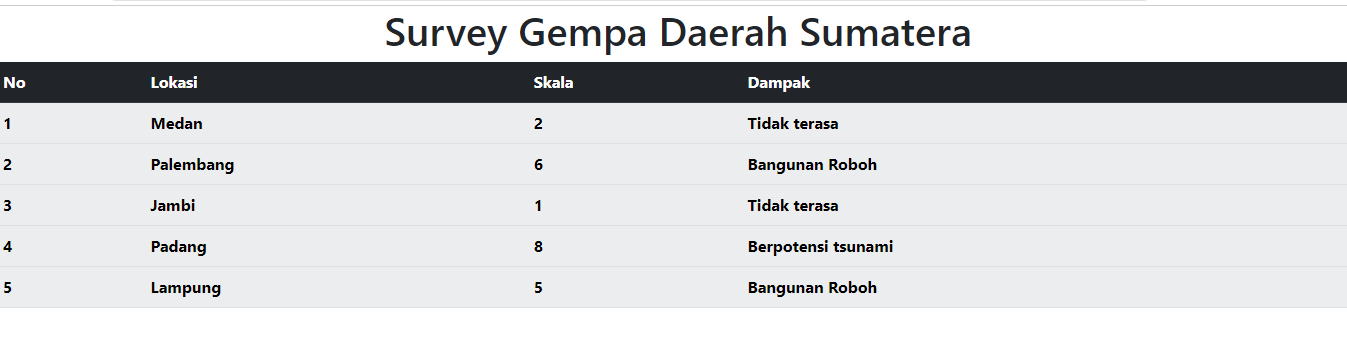 Survey Gempa Daerah Sumatera
No Lokasi Skala Dampak
1 Medan 2 Tidak terasa
2 Palembang 6 Bangunan Roboh
3 Jambi 1 Tidak terasa
4 Padang 8 Berpotensi tsunami
5 Lampung 5 Bangunan Roboh